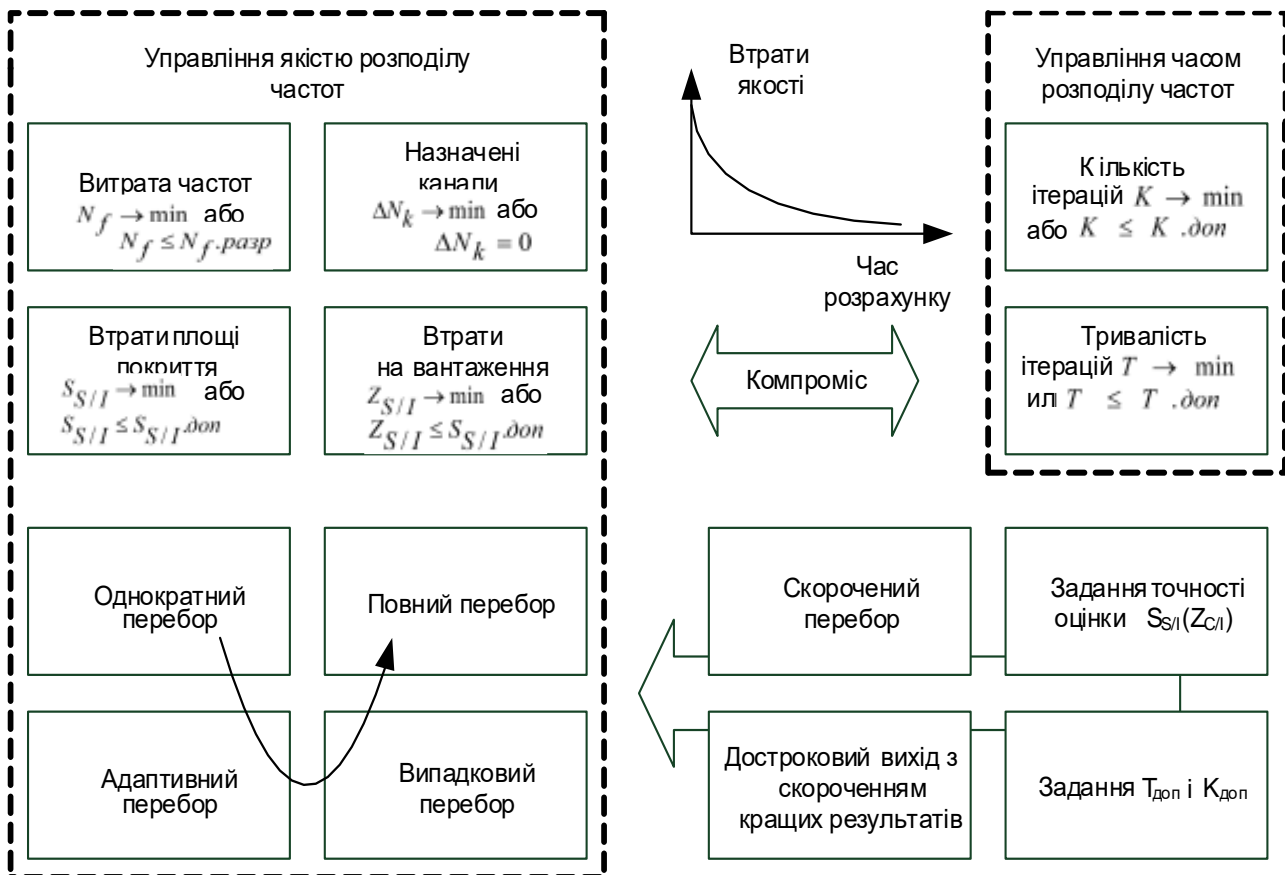 Управління якістю розподілу
частот
Витрата частот
N_f → min або
N_f ≤ N_f.разр
Назначені
канали
ΔN_k → min або
ΔN_k = 0
Втрати площі
покриття
S_S/I → min або
S_S/I ≤ S_S/I.доп
Втрати
на вантаження
Z_S/I → min або
Z_S/I ≤ S_S/I.доп
Однократний
перебор
Повний перебор
Адаптивний
перебор
Випадковий
перебор
Втрати
якості
Час
розрахунку
Компроміс
Управління часом
розподілу частот
К ількість
ітерацій K → min
або K ≤ K .доп
Тривалість
ітерацій T → min
ил T ≤ T .доп
Скорочений
перебор
Задання точності
оцінки S_S/I(Z_C/I)
Достроковий вихід з
скороченням
кращих результатів
Задання Т_доп і К_доп